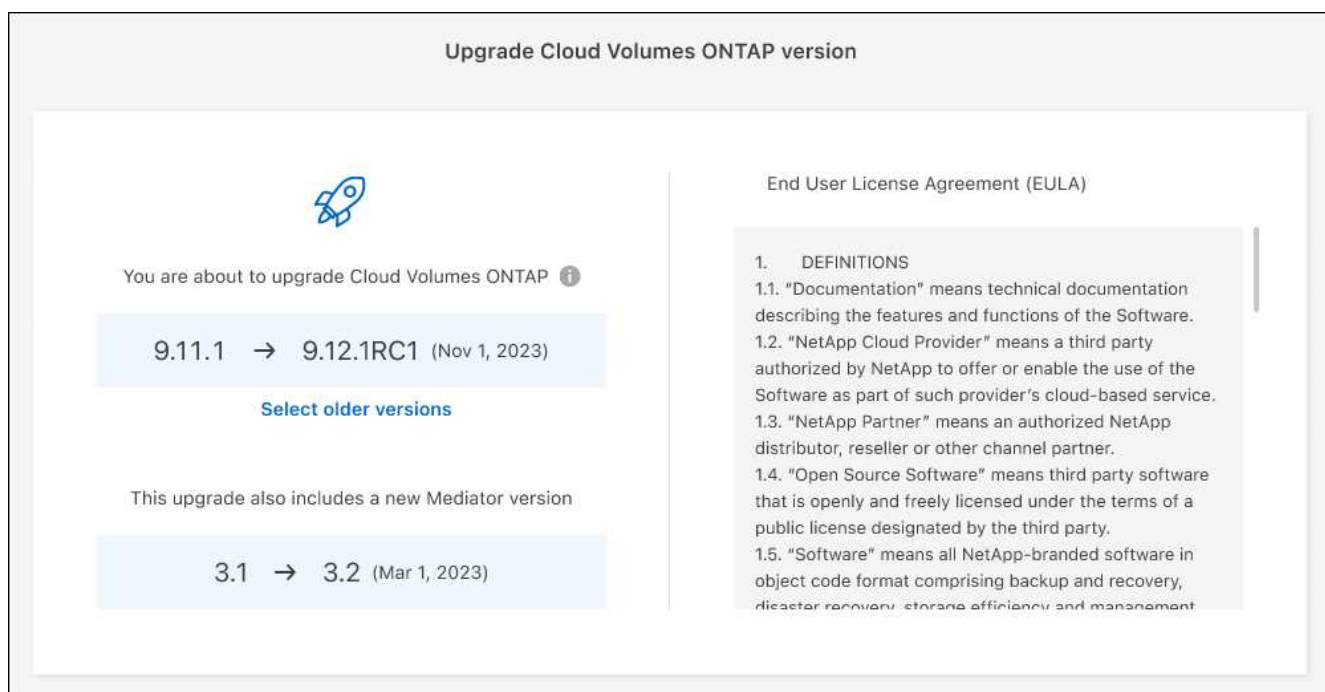 Upgrade Cloud Volumes ONTAP version
You are about to upgrade Cloud Volumes ONTAP
9.11.1 → 9.12.1RC1 (Nov 1, 2023)
Select older versions
This upgrade also includes a new Mediator version
3.1 → 3.2 (Mar 1, 2023)
End User License Agreement (EULA)
1. DEFINITIONS
1.1. “Documentation” means technical documentation
describing the features and functions of the Software.
1.2. “NetApp Cloud Provider” means a third party
authorized by NetApp to offer or enable the use of the
Software as part of such provider’s cloud-based service.
1.3. “NetApp Partner” means an authorized NetApp
distributor, reseller or other channel partner.
1.4. “Open Source Software” means third party software
that is openly and freely licensed under the terms of a
public license designated by the third party.
1.5. “Software” means all NetApp-branded software in
object code format comprising backup and recovery,
disaster recovery, storage efficiency and management